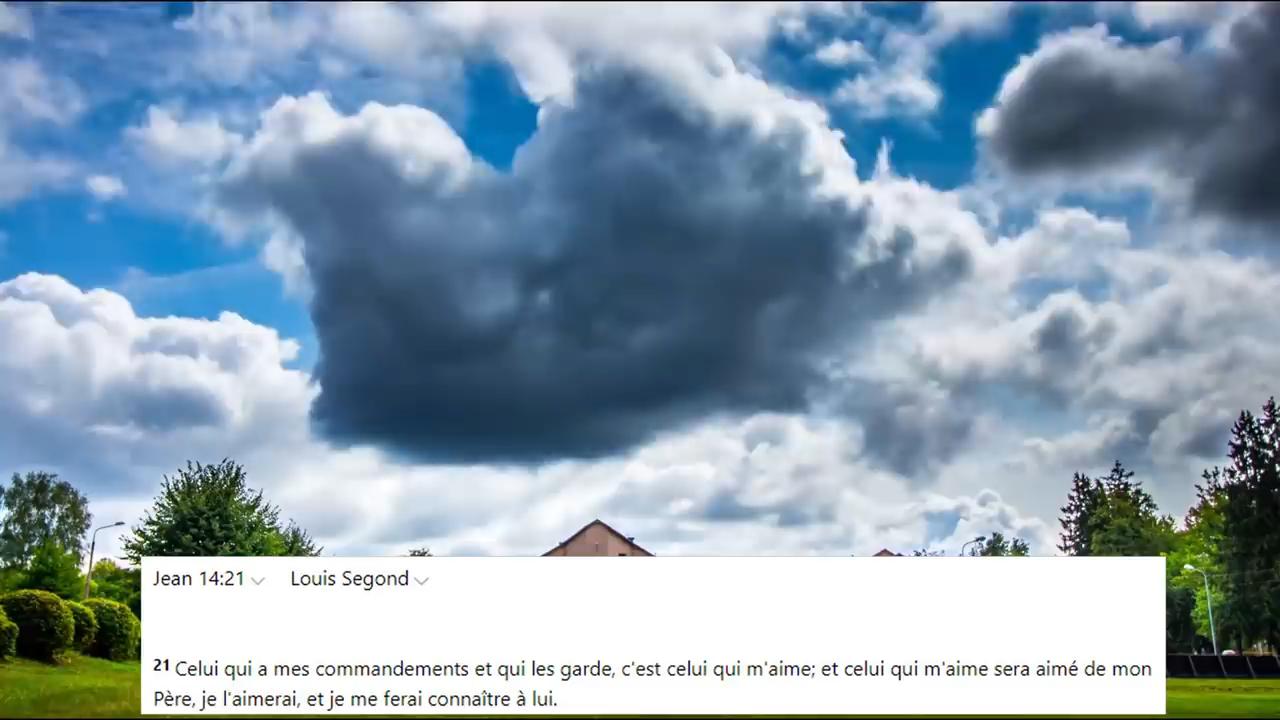 Jean 14:21 Louis Segond
21 Celui qui a mes commandements et qui les garde, c'est celui qui m'aime; et celui qui m'aime sera aimé de mon
Père, je l'aimerai, et je me ferai connaître à lui.